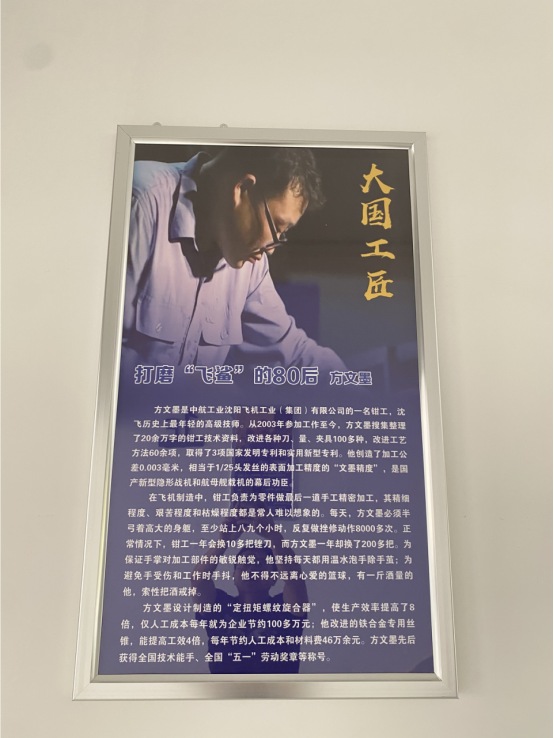 大国工匠
打磨“飞鲨”的80后 方文墨
方文墨是中航工业沈阳飞机工业（集团）有限公司的一名钳工，沈
飞历史上最年轻的高级技师。从2003年参加工作至今，方文墨搜集整理
了20余万字的钳工技术资料，改进各种刀、量、夹具100多种，改进工艺
方法60余项，取得了3项国家发明专利和实用新型专利。他创造了加工公
差0.003毫米，相当于1/25头发丝的表面加工精度的“文墨精度”，是国
产新型隐形战机和航母舰载机的幕后功臣。
在飞机制造中，钳工负责为零件做最后一道手工精密加工，其精细
程度、艰苦程度和枯燥程度都是常人难以想象的。每天，方文墨必须半
弓着高大的身躯，至少站上八九个小时，反复做挫修动作8000多次。正
常情况下，钳工一年会换10多把锉刀，而方文墨一年却换了200多把。为
保证手掌对加工部件的敏锐触觉，他坚持每天都用温水泡手除手茧；为
避免手受伤和工作时手抖，他不得不远离心爱的篮球，有一斤酒量的
他，索性把酒戒掉。
方文墨设计制造的“定扭矩螺纹旋合器”，使生产效率提高了8
倍，仅人工成本每年就为企业节约100多万元；他改进的铁合金专用丝
锥，能提高工效4倍，每年节约人工成本和材料费46万余元。方文墨先后
获得全国技术能手、全国“五一”劳动奖章等称号。